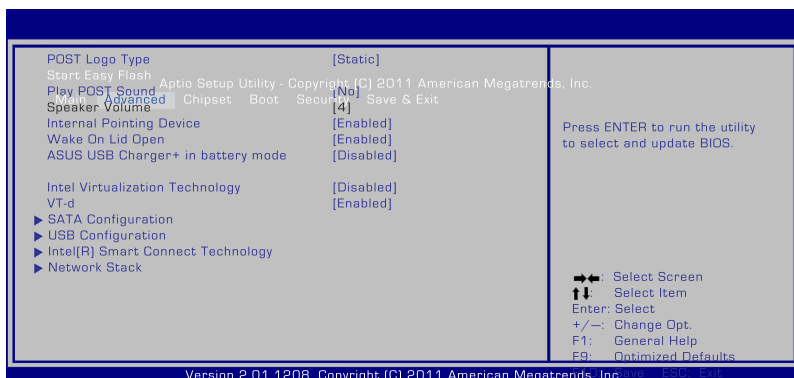 Aptio Setup Utility - Copyright (C) 2011 American Megatrends, Inc.
Main Advanced Chipset Boot Security Save & Exit
POST Logo Type [Static]
Start Easy Flash
Play POST Sound [No]
Speaker Volume [4]
Internal Pointing Device [Enabled]
Wake On Lid Open [Enabled]
ASUS USB Charger+ in battery mode [Disabled]
Intel Virtualization Technology [Disabled]
VT-d [Enabled]
SATA Configuration
USB Configuration
Intel(R) Smart Connect Technology
Network Stack
Press ENTER to run the utility
to select and update BIOS.
→←: Select Screen
↑↓: Select Item
Enter: Select
+/—: Change Opt.
F1: General Help
F9: Optimized Defaults
F10: Save ESC: Exit
Version 2.01.1208. Copyright (C) 2011 American Megatrends, Inc.